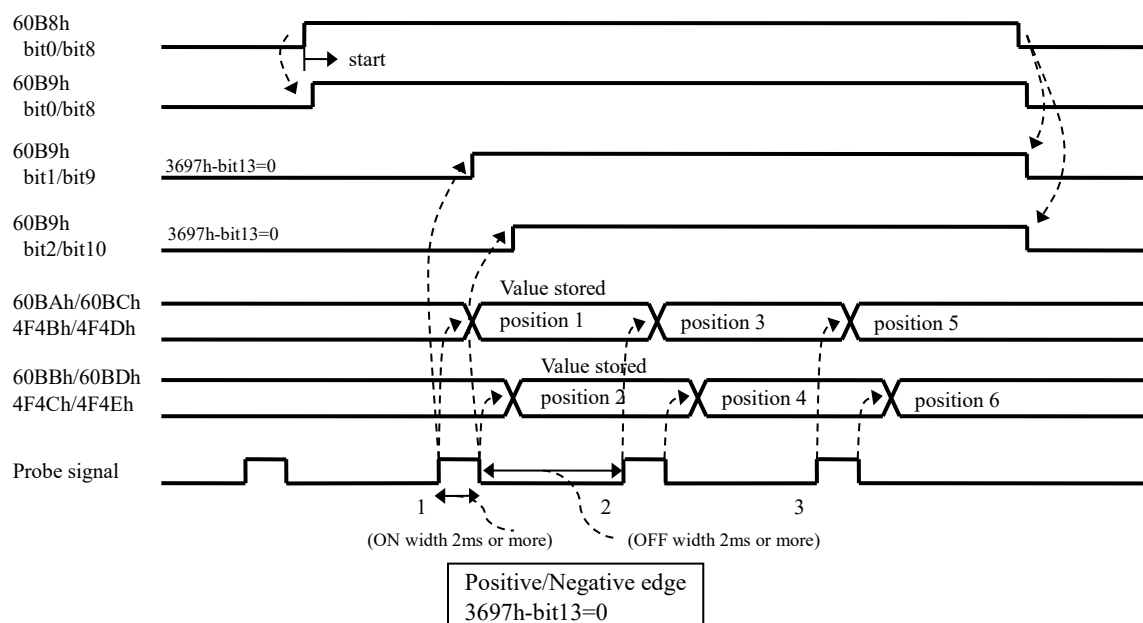 60B8h
bit0/bit8
start
60B9h
bit0/bit8
60B9h
bit1/bit9
3697h-bit13=0
60B9h
bit2/bit10
3697h-bit13=0
60BAh/60BCh
4F4Bh/4F4Dh
Value stored
position 1
position 3
position 5
60BBh/60BDh
4F4Ch/4F4Eh
Value stored
position 2
position 4
position 6
Probe signal
1
2
3
(ON width 2ms or more)
(OFF width 2ms or more)
Positive/Negative edge
3697h-bit13=0